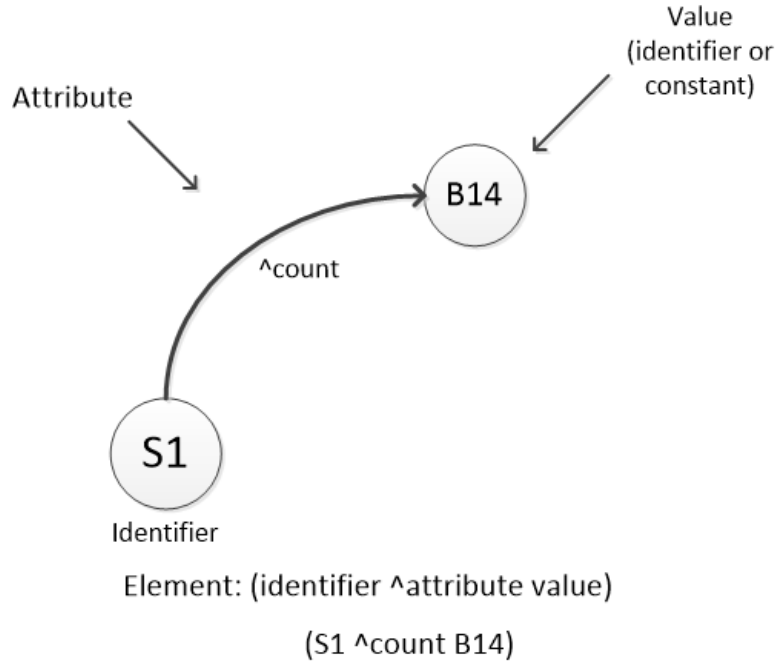 Value
(identifier or
constant)
Attribute
B14
^count
S1
Identifier
Element: (identifier ^attribute value)
(S1 ^count B14)